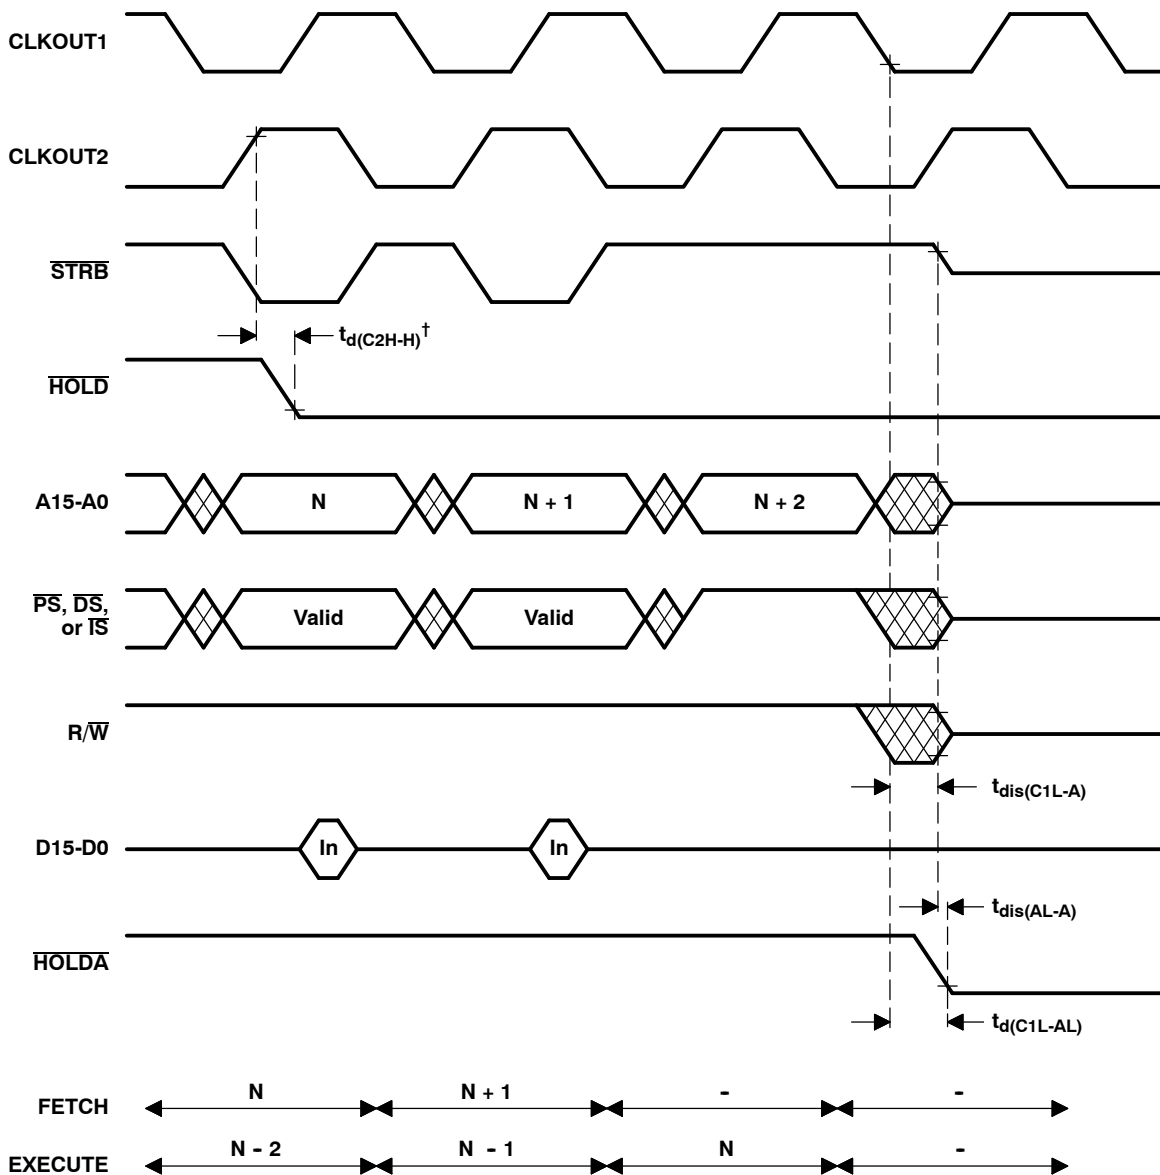 CLKOUT1
CLKOUT2
STRB
td(C2H-H)†
HOLD
A15-A0 N N + 1 N + 2
PS, DS,
or IS Valid Valid
R/W
tdis(C1L-A)
D15-D0 In In
tdis(AL-A)
HOLDA
td(C1L-AL)
FETCH N N + 1 - -
EXECUTE N - 2 N - 1 N -